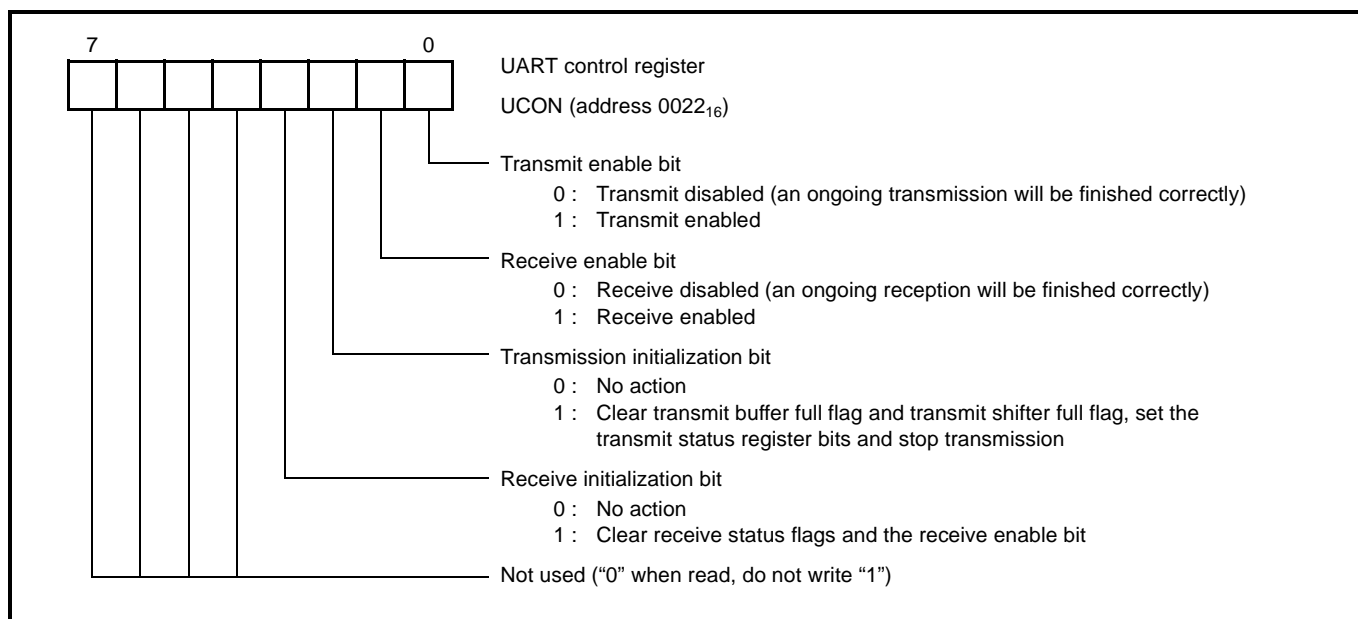 7 0
UART control register
UCON (address 0022₁₆)
Transmit enable bit
0 : Transmit disabled (an ongoing transmission will be finished correctly)
1 : Transmit enabled
Receive enable bit
0 : Receive disabled (an ongoing reception will be finished correctly)
1 : Receive enabled
Transmission initialization bit
0 : No action
1 : Clear transmit buffer full flag and transmit shifter full flag, set the
transmit status register bits and stop transmission
Receive initialization bit
0 : No action
1 : Clear receive status flags and the receive enable bit
Not used (“0” when read, do not write “1”)